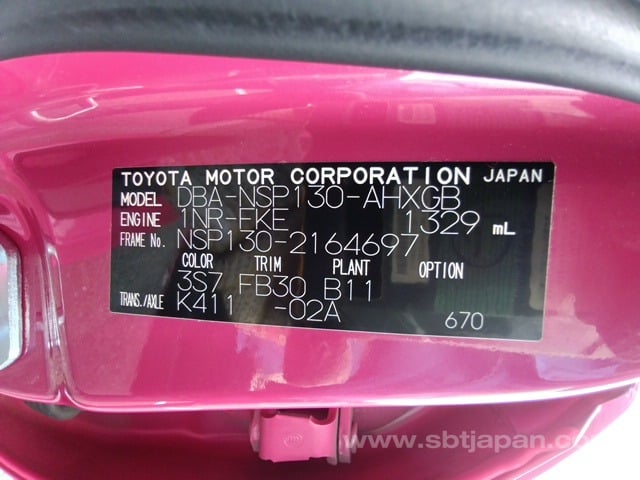 TOYOTA MOTOR CORPORATION JAPAN
MODEL DBA-NSP130-AHXGB
ENGINE 1NR-FKE 1329 mL
FRAME No. NSP130-2164697
COLOR TRIM PLANT OPTION
3S7 FB30 B11
TRANS./AXLE K411 -02A
670
www.sbtjapan.com